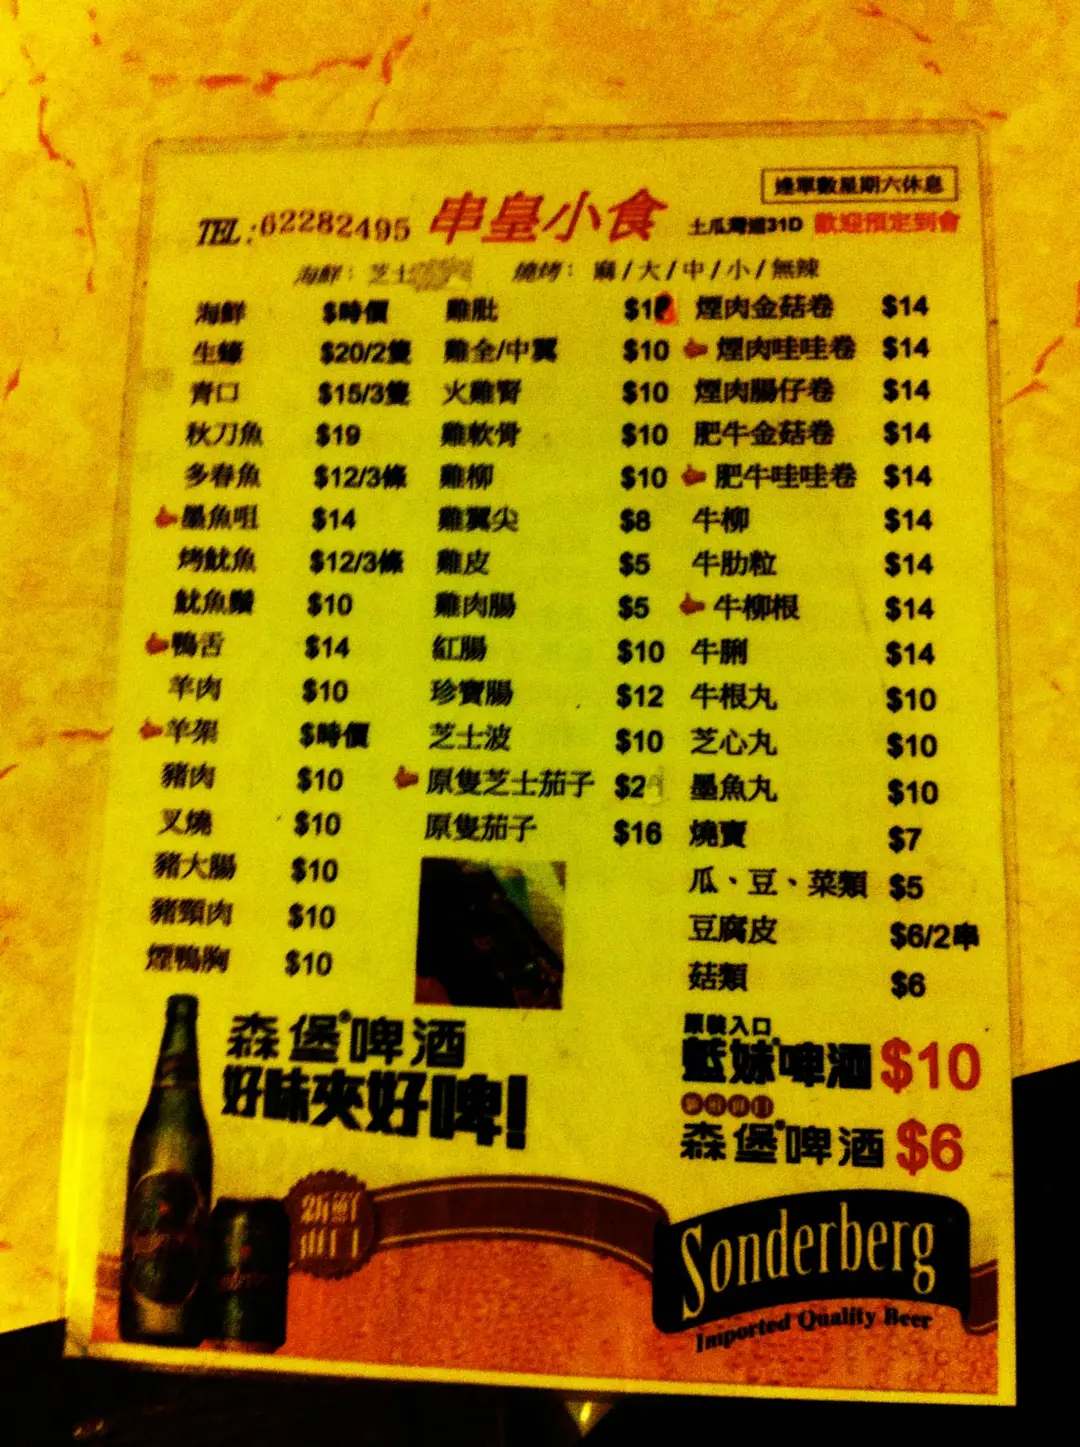 逢單數星期六休息
TEL:62282495 串皇小食 土瓜灣道31D 歡迎預定到會
海鮮: 芝士 燒烤: 麻/大/中/小/無辣
海鮮 $時價 雞肶 煙肉金菇卷 $14
生蠔 $20/2隻 雞全/中翼 $10 煙肉哇哇卷 $14
青口 $15/3隻 火雞腎 $10 煙肉腸仔卷 $14
秋刀魚 $19 雞軟骨 $10 肥牛金菇卷 $14
多春魚 $12/3條 雞柳 $10 肥牛哇哇卷 $14
墨魚咀 $14 雞翼尖 $8 牛柳 $14
烤魷魚 $12/3條 雞皮 $5 牛肋粒 $14
魷魚鬚 $10 雞肉腸 $5 牛柳根 $14
鴨舌 $14 紅腸 $10 牛脷 $14
羊肉 $10 珍寶腸 $12 牛根丸 $10
羊架 $時價 芝士波 $10 芝心丸 $10
豬肉 $10 原隻芝士茄子 墨魚丸 $10
叉燒 $10 原隻茄子 $16 燒賣 $7
豬大腸 $10 瓜、豆、菜類 $5
豬頸肉 $10 豆腐皮 $6/2串
煙鴨胸 $10 菇類 $6
森堡®啤酒
好味夾好啤!
原裝入口
藍妹®啤酒 $10
新鮮出口
森堡®啤酒 $6
新鮮
出口
Sonderberg
Imported Quality Beer